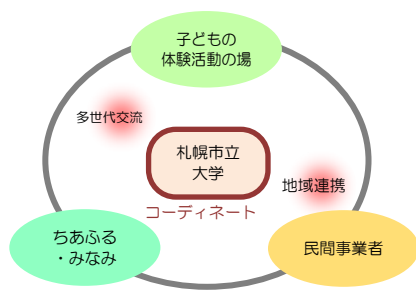 子どもの
体験活動の場
多世代交流
札幌市立
大学
地域連携
コーディネート
ちあふる
・みなみ
民間事業者